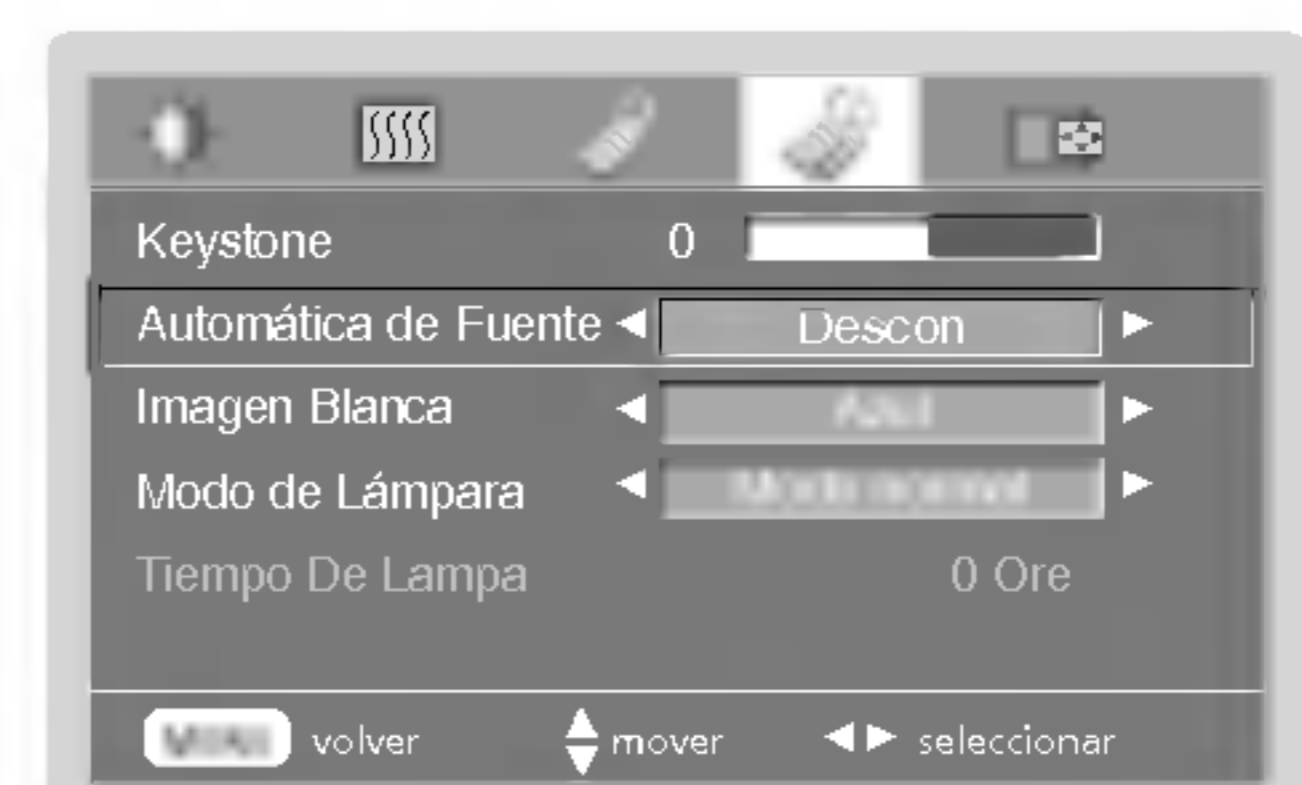 Keystone 0
Automática de Fuente Descon
Imagen Blanca
Modo de Lámpara
Tiempo De Lampa 0 Ore
volver mover seleccionar